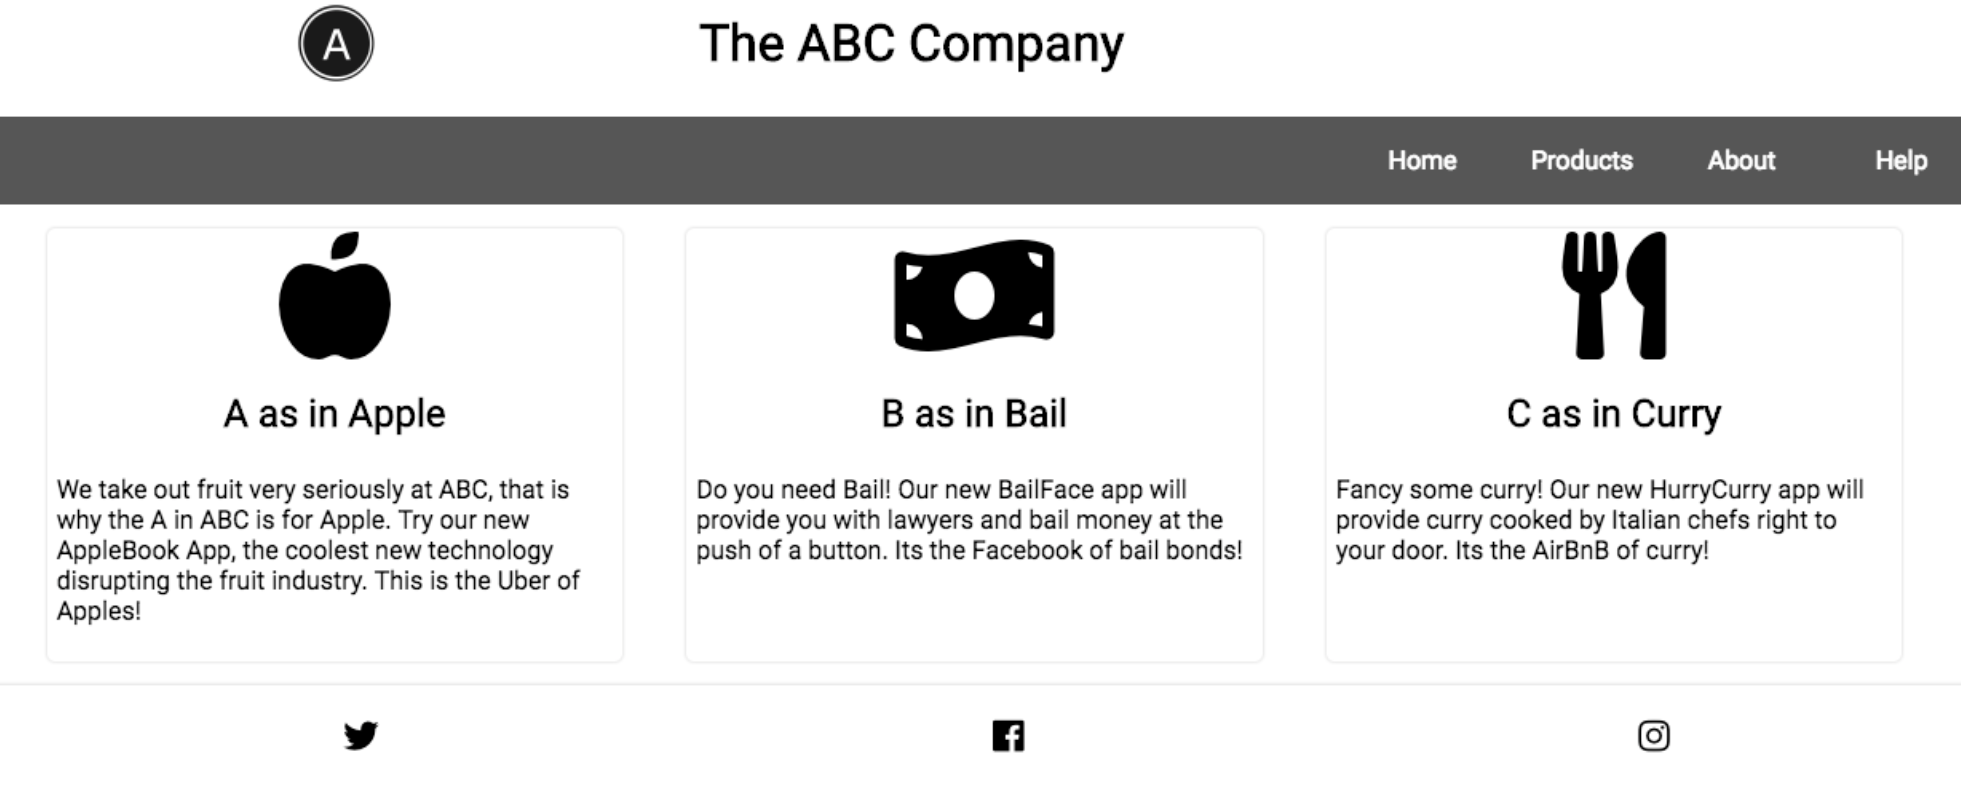 A
The ABC Company
Home Products About Help
A as in Apple
We take out fruit very seriously at ABC, that is
why the A in ABC is for Apple. Try our new
AppleBook App, the coolest new technology
disrupting the fruit industry. This is the Uber of
Apples!
B as in Bail
Do you need Bail! Our new BailFace app will
provide you with lawyers and bail money at the
push of a button. Its the Facebook of bail bonds!
C as in Curry
Fancy some curry! Our new HurryCurry app will
provide curry cooked by Italian chefs right to
your door. Its the AirBnB of curry!